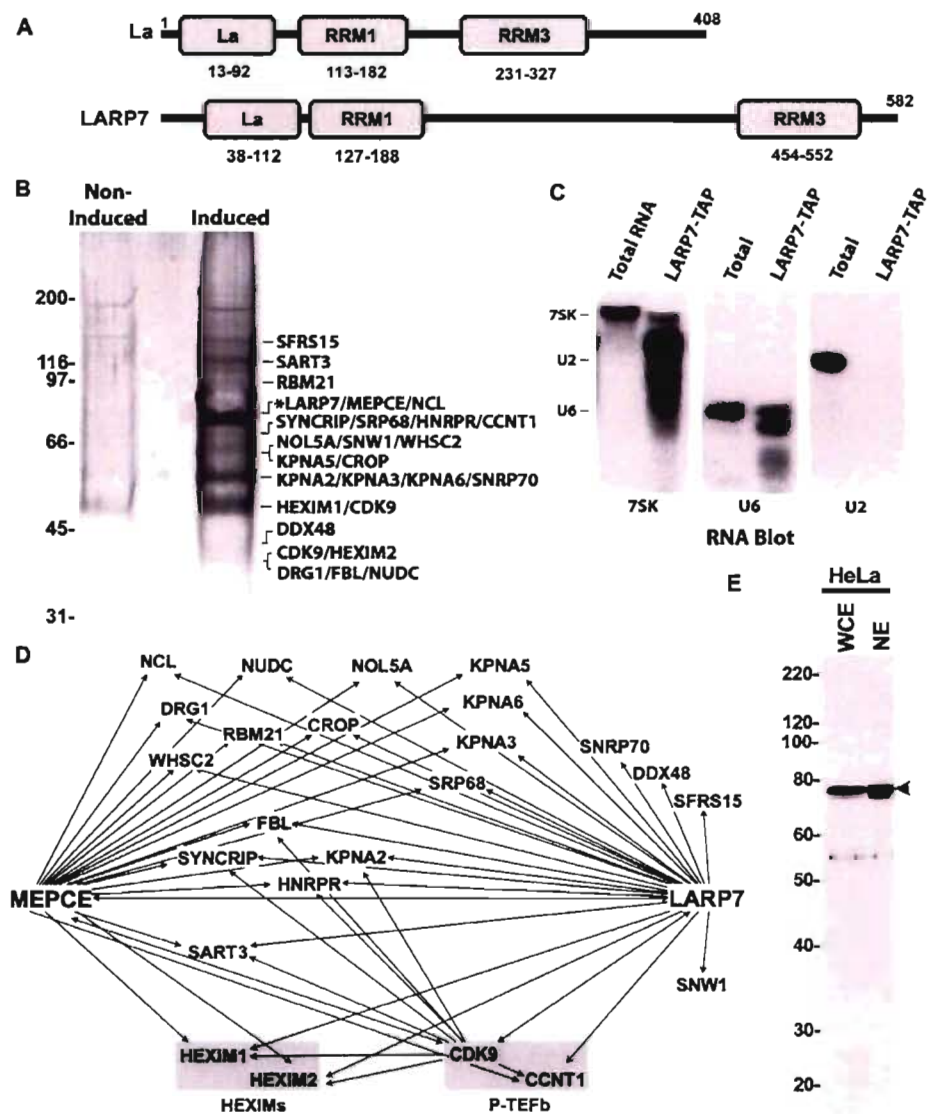 A
La 1 La RRM1 RRM3 408
13-92 113-182 231-327
LARP7 La RRM1 RRM3 582
38-112 127-188 454-552
B
Non-
Induced
Induced
200-
116-
97-
66-
45-
31-
SFRS15
SART3
RBM21
*LARP7/MEPCE/NCL
SYNCRIP/SRP68/HNRPR/CCNT1
NOL5A/SNW1/WHSC2
KPNA5/CROP
KPNA2/KPNA3/KPNA6/SNRP70
HEXIM1/CDK9
DDX48
CDK9/HEXIM2
DRG1/FBL/NUDC
C
Total RNA
LARP7-TAP
Total
LARP7-TAP
Total
LARP7-TAP
7SK –
U2 –
U6 –
7SK U6 U2
RNA Blot
D
NCL NUDC NOL5A KPNA5
DRG1 KPNA6
RBM21 CROP
WHSC2 KPNA3 SNRP70
SRP68 DDX48
SFRS15
FBL
SYNCRIP KPNA2
MEPCE HNRPR LARP7
SART3
SNW1
HEXIM1 CDK9
HEXIM2 CCNT1
HEXIMs P-TEFb
E
HeLa
WCE
NE
220-
120-
100-
80-
60-
50-
40-
30-
20-